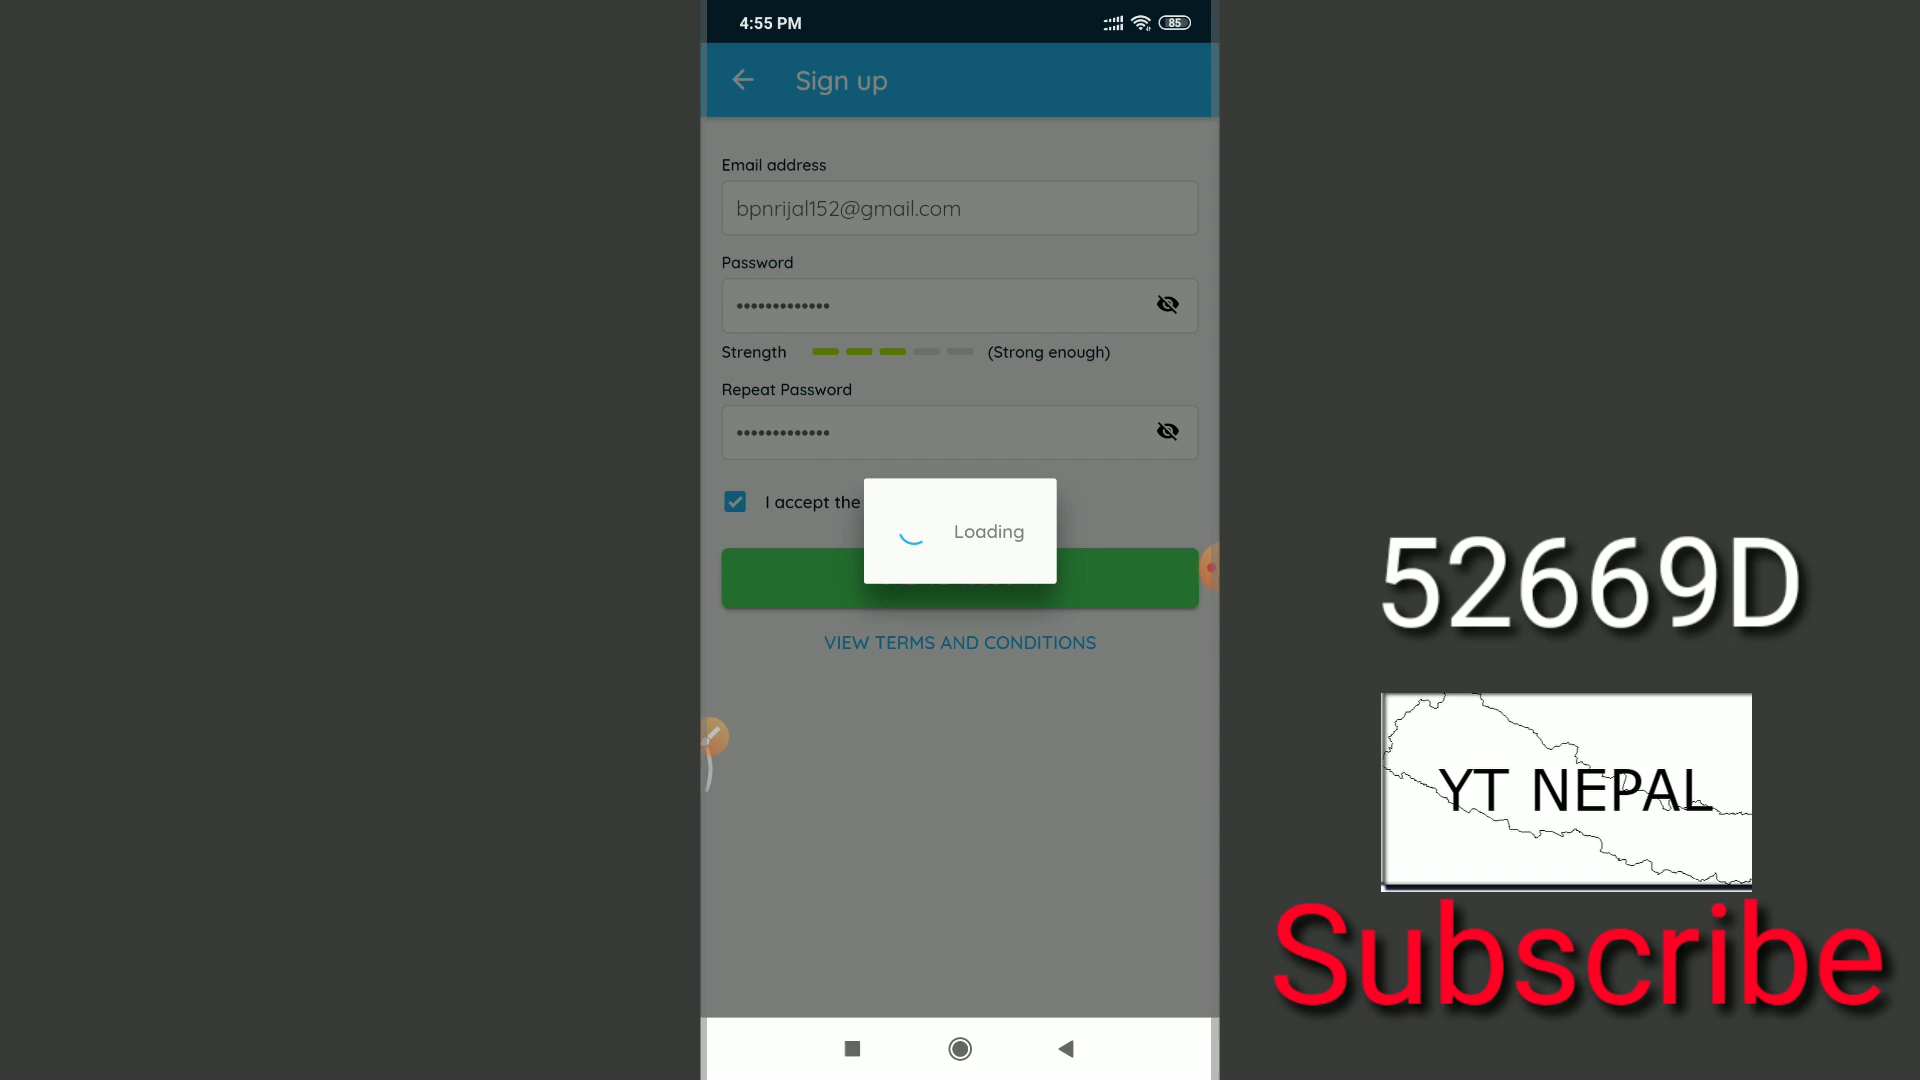 4:55 PM
85
Sign up
Email address
bpnrijal152@gmail.com
Password
•••••••••••••
Strength (Strong enough)
Repeat Password
•••••••••••••
I accept the
Loading
VIEW TERMS AND CONDITIONS
52669D
YT NEPAL
Subscribe